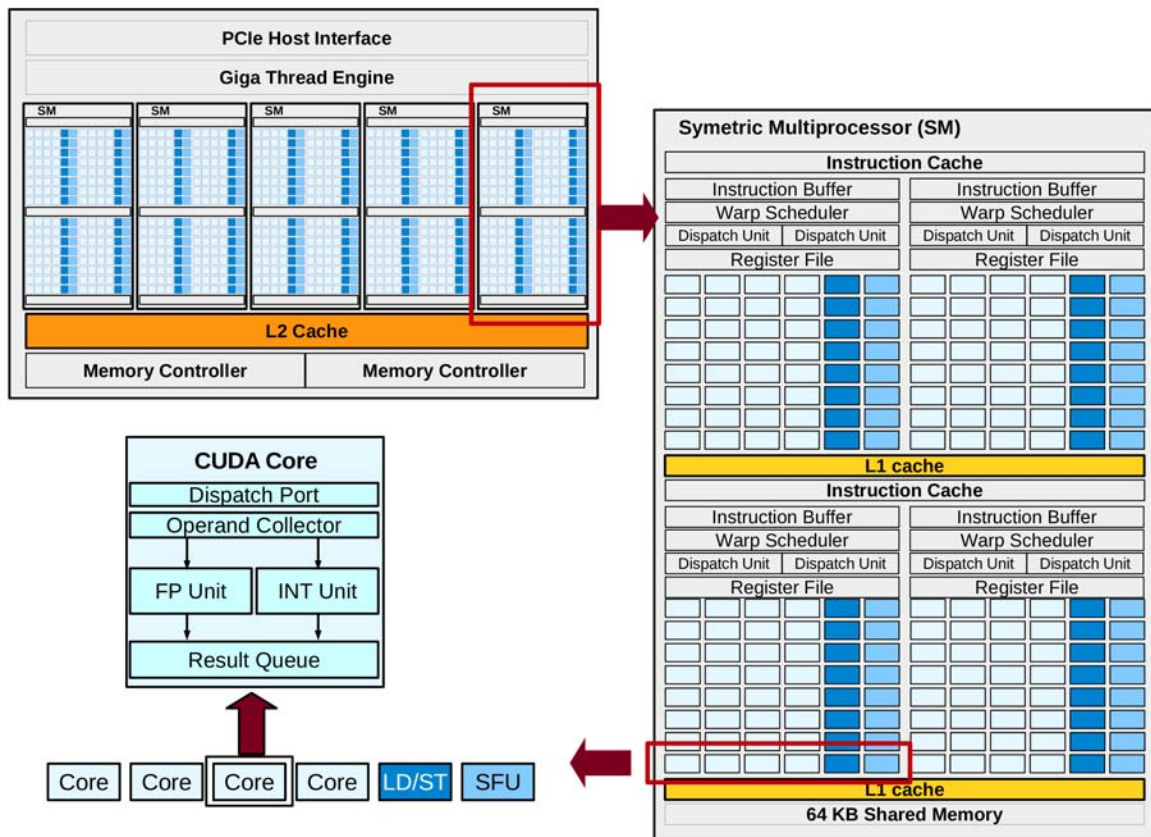 PCIe Host Interface
Giga Thread Engine
SM SM SM SM SM
L2 Cache
Memory Controller Memory Controller
Symetric Multiprocessor (SM)
Instruction Cache
Instruction Buffer Instruction Buffer
Warp Scheduler Warp Scheduler
Dispatch Unit Dispatch Unit Dispatch Unit Dispatch Unit
Register File Register File
L1 cache
Instruction Cache
Instruction Buffer Instruction Buffer
Warp Scheduler Warp Scheduler
Dispatch Unit Dispatch Unit Dispatch Unit Dispatch Unit
Register File Register File
L1 cache
64 KB Shared Memory
CUDA Core
Dispatch Port
Operand Collector
FP Unit INT Unit
Result Queue
Core Core Core Core LD/ST SFU